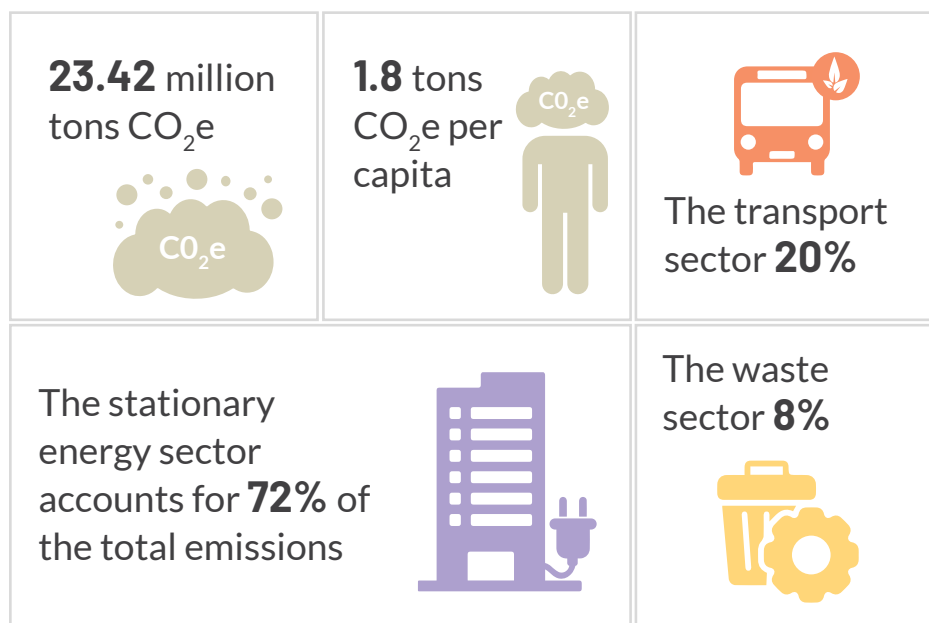 23.42 million
tons CO₂e
C0₂e
1.8 tons
CO₂e per
capita
C0₂e
The transport
sector 20%
The stationary
energy sector
accounts for 72% of
the total emissions
The waste
sector 8%